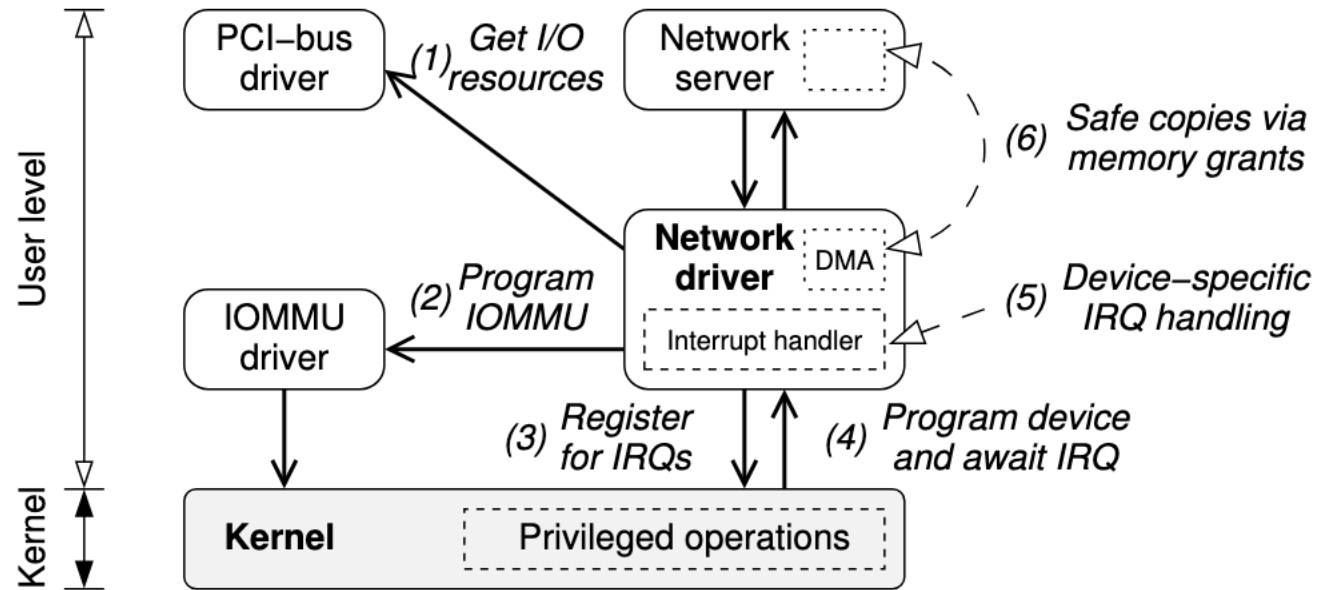 User level
Kernel
PCI–bus
driver
(1) Get I/O
resources
Network
server
(6) Safe copies via
memory grants
Network
driver
DMA
Interrupt handler
(5) Device–specific
IRQ handling
IOMMU
driver
(2) Program
IOMMU
(3) Register
for IRQs
(4) Program device
and await IRQ
Kernel
Privileged operations